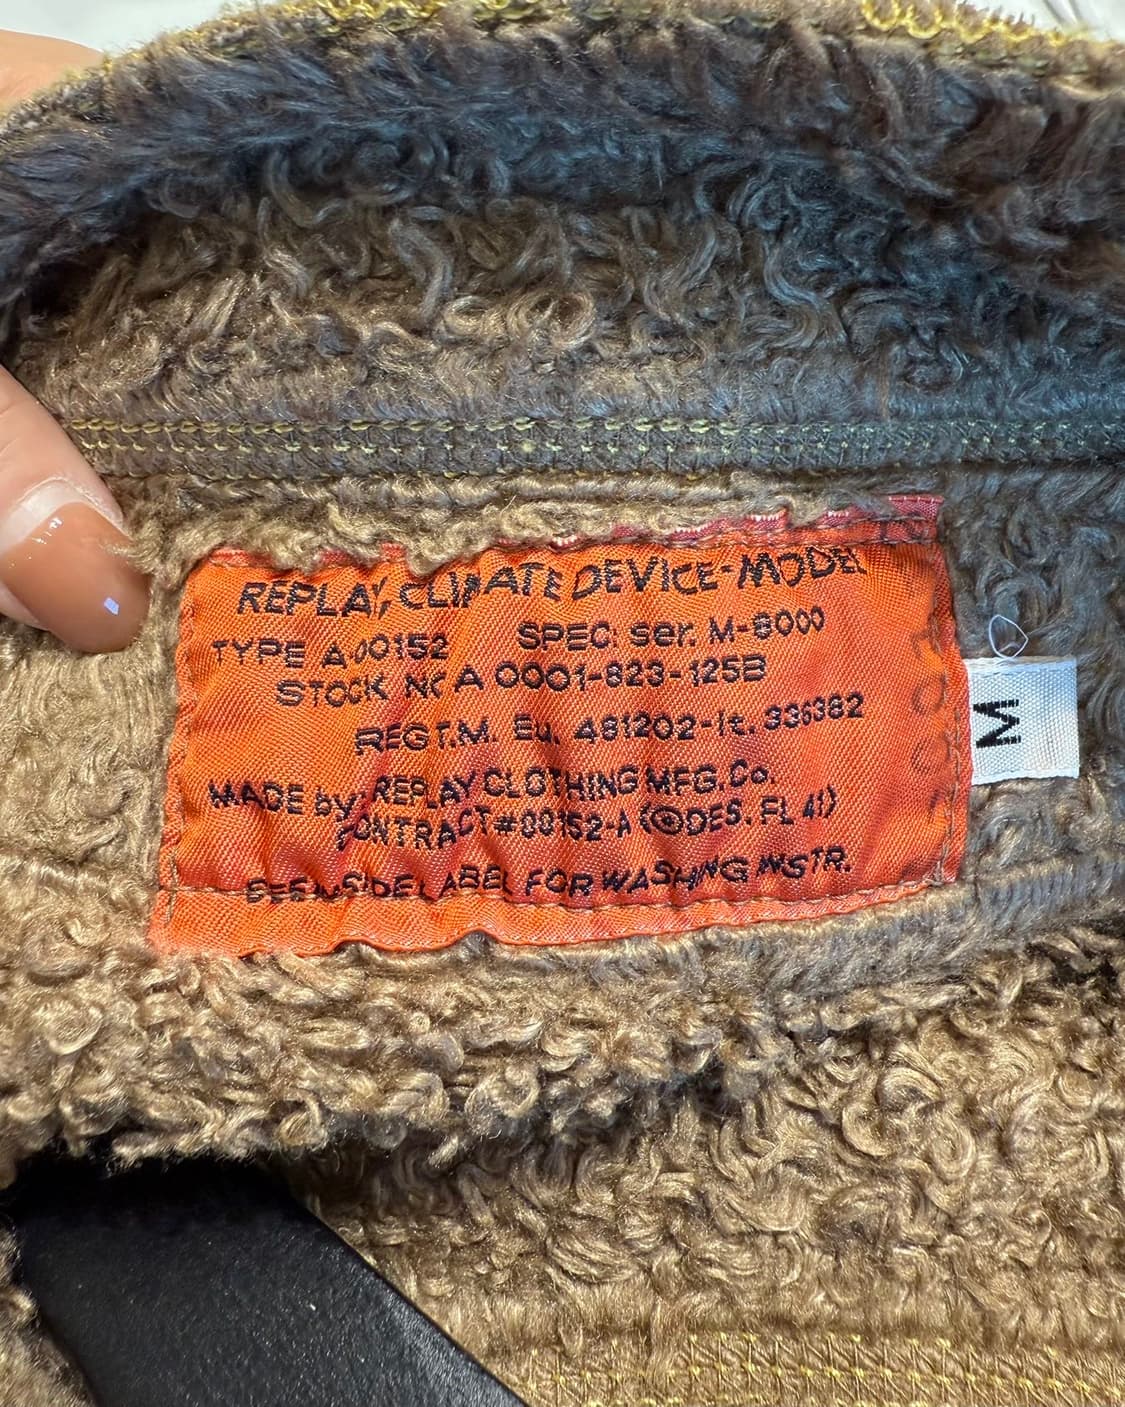 REPLAY, CLIMATE DEVICE-MODEL
TYPE A 00152 SPEC: ser. M-8000
STOCK NO A 0001-823-125B
REG T.M. Eu. 481202-It. 336382
MADE by: REPLAY CLOTHING MFG. Co.
CONTRACT #00152-A (DES. FL 41)
SEE INSIDE LABEL FOR WASHING INSTR.
M